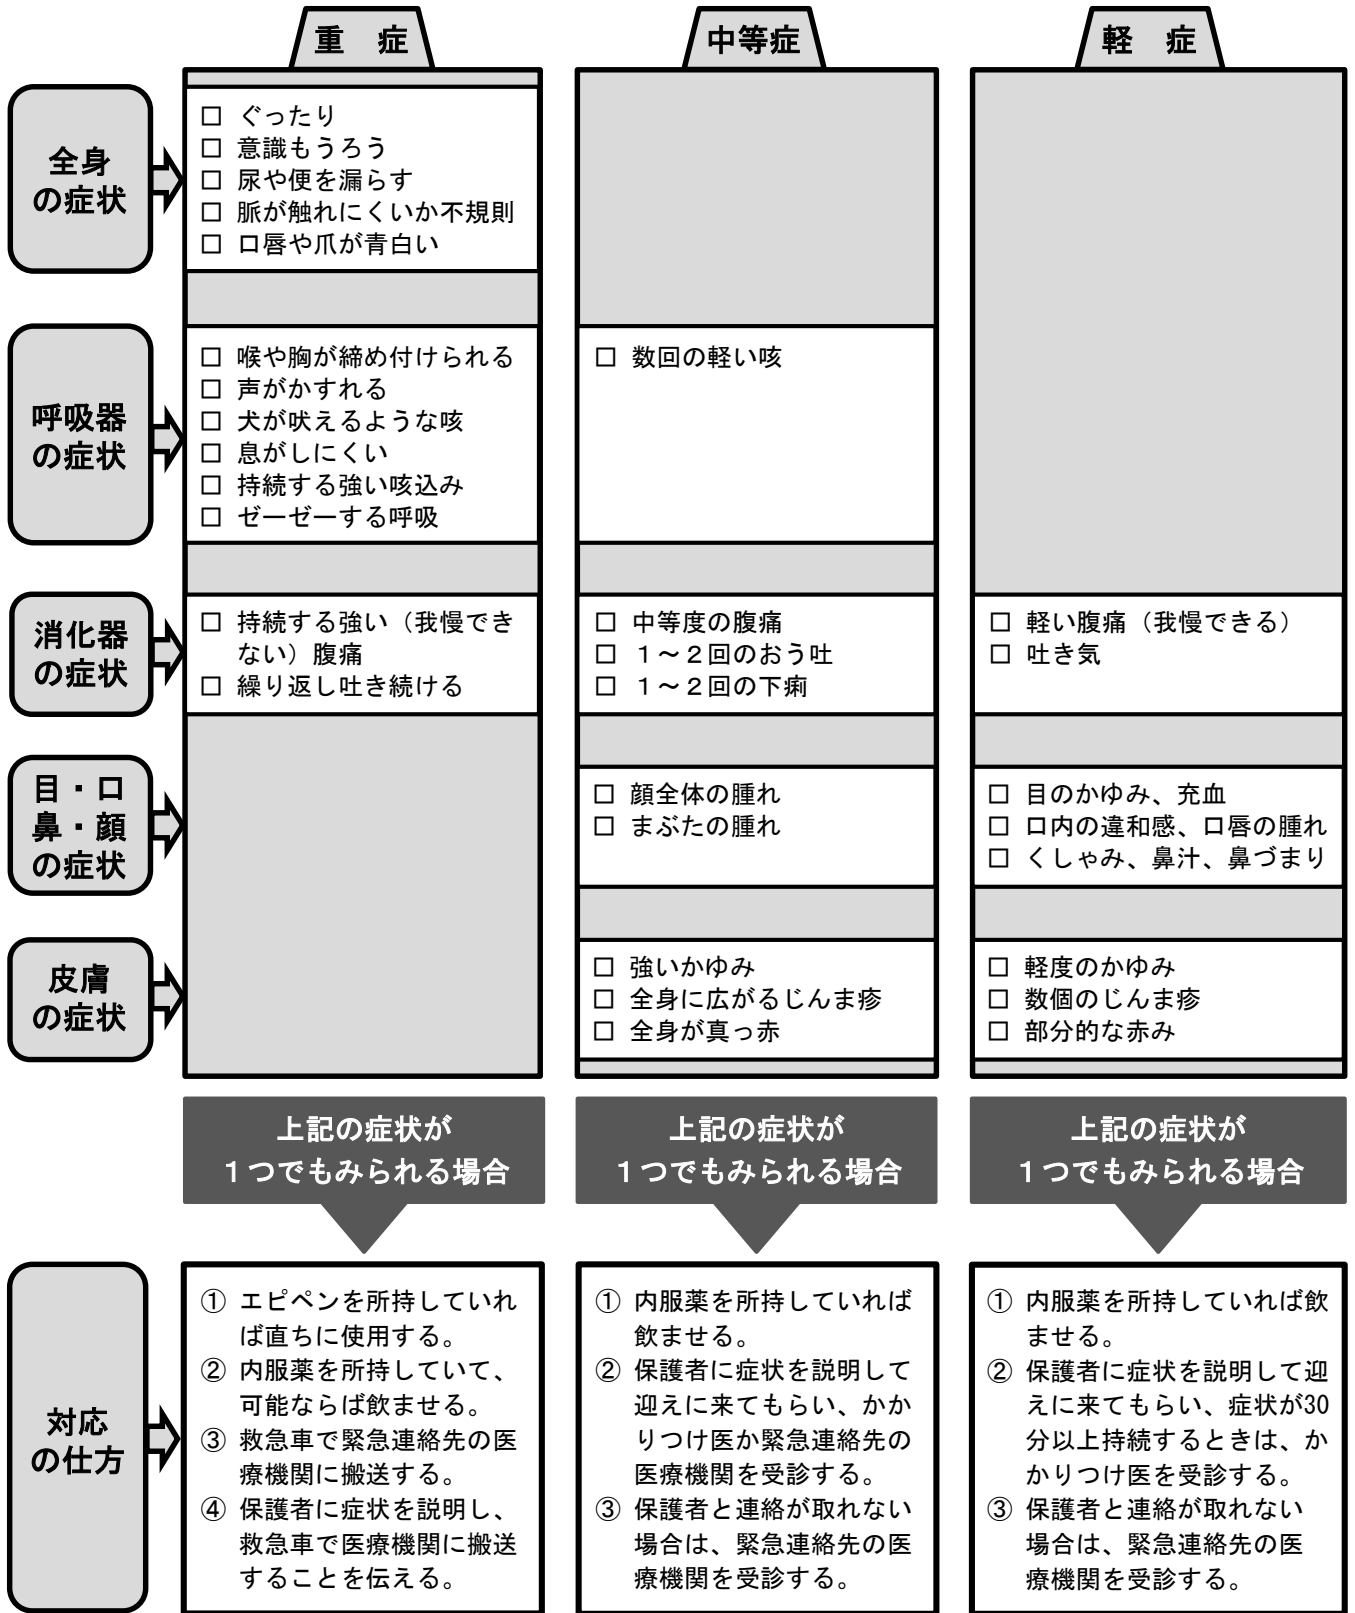 重　症
中等症
軽　症
全身
の症状
□ ぐったり
□ 意識もうろう
□ 尿や便を漏らす
□ 脈が触れにくいか不規則
□ 口唇や爪が青白い
呼吸器
の症状
□ 喉や胸が締め付けられる
□ 声がかすれる
□ 犬が吠えるような咳
□ 息がしにくい
□ 持続する強い咳込み
□ ゼーゼーする呼吸
□ 数回の軽い咳
消化器
の症状
□ 持続する強い（我慢でき
ない）腹痛
□ 繰り返し吐き続ける
□ 中等度の腹痛
□ １～２回のおう吐
□ １～２回の下痢
□ 軽い腹痛（我慢できる）
□ 吐き気
目・口
鼻・顔
の症状
□ 顔全体の腫れ
□ まぶたの腫れ
□ 目のかゆみ、充血
□ 口内の違和感、口唇の腫れ
□ くしゃみ、鼻汁、鼻づまり
皮膚
の症状
□ 強いかゆみ
□ 全身に広がるじんま疹
□ 全身が真っ赤
□ 軽度のかゆみ
□ 数個のじんま疹
□ 部分的な赤み
上記の症状が
１つでもみられる場合
上記の症状が
１つでもみられる場合
上記の症状が
１つでもみられる場合
対応
の仕方
① エピペンを所持していれ
ば直ちに使用する。
② 内服薬を所持していて、
可能ならば飲ませる。
③ 救急車で緊急連絡先の医
療機関に搬送する。
④ 保護者に症状を説明し、
救急車で医療機関に搬送
することを伝える。
① 内服薬を所持していれば
飲ませる。
② 保護者に症状を説明して
迎えに来てもらい、かか
りつけ医か緊急連絡先の
医療機関を受診する。
③ 保護者と連絡が取れない
場合は、緊急連絡先の医
療機関を受診する。
① 内服薬を所持していれば飲
ませる。
② 保護者に症状を説明して迎
えに来てもらい、症状が30
分以上持続するときは、か
かりつけ医を受診する。
③ 保護者と連絡が取れない
場合は、緊急連絡先の医
療機関を受診する。